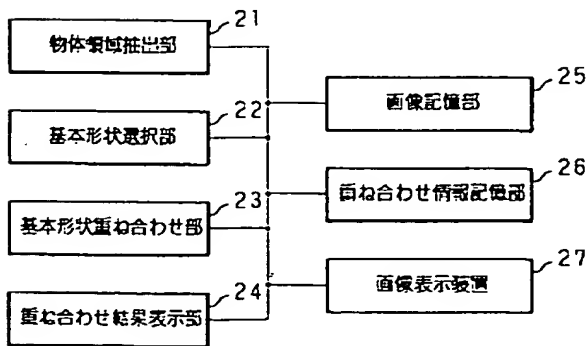 21
物体領域抽出部
22
基本形状選択部
23
基本形状重ね合わせ部
24
重ね合わせ結果表示部
25
画像記憶部
26
重ね合わせ情報記憶部
27
画像表示装置